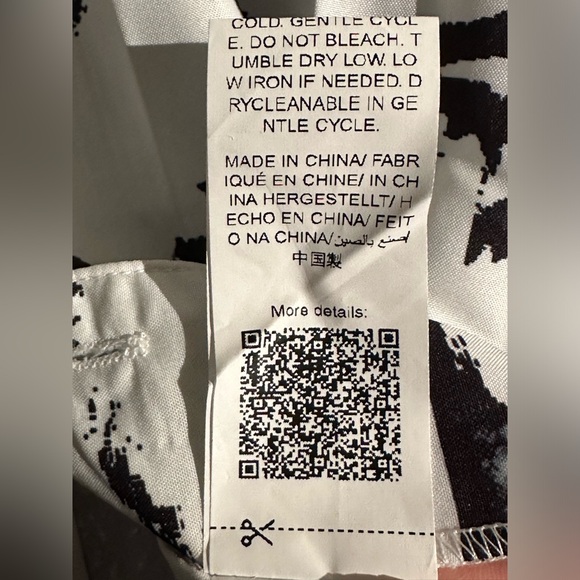 COLD. GENTLE CYCL
E. DO NOT BLEACH. T
UMBLE DRY LOW. LO
W IRON IF NEEDED. D
RYCLEANABLE IN GE
NTLE CYCLE.
MADE IN CHINA/ FABR
IQUÉ EN CHINE/ IN CH
INA HERGESTELLT/ H
ECHO EN CHINA/ FEIT
O NA CHINA/صنع بالصين/
中国製
More details: